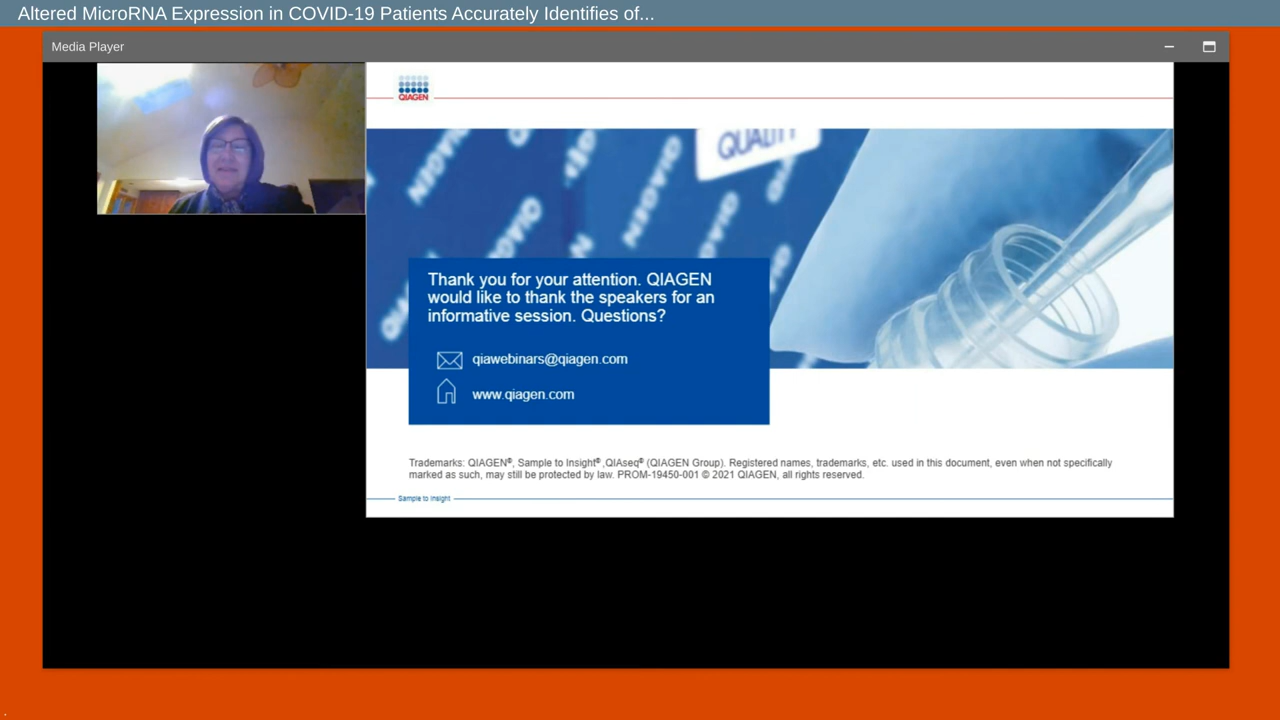 Altered MicroRNA Expression in COVID-19 Patients Accurately Identifies of...
Media Player
QIAGEN
QUALITY
QIAGEN
QIAGEN
QIAGEN
Thank you for your attention. QIAGEN
would like to thank the speakers for an
informative session. Questions?
qiawebinars@qiagen.com
www.qiagen.com
Trademarks: QIAGEN®, Sample to Insight® ,QIAseq® (QIAGEN Group). Registered names, trademarks, etc. used in this document, even when not specifically
marked as such, may still be protected by law. PROM-19450-001 © 2021 QIAGEN, all rights reserved.
Sample to Insight